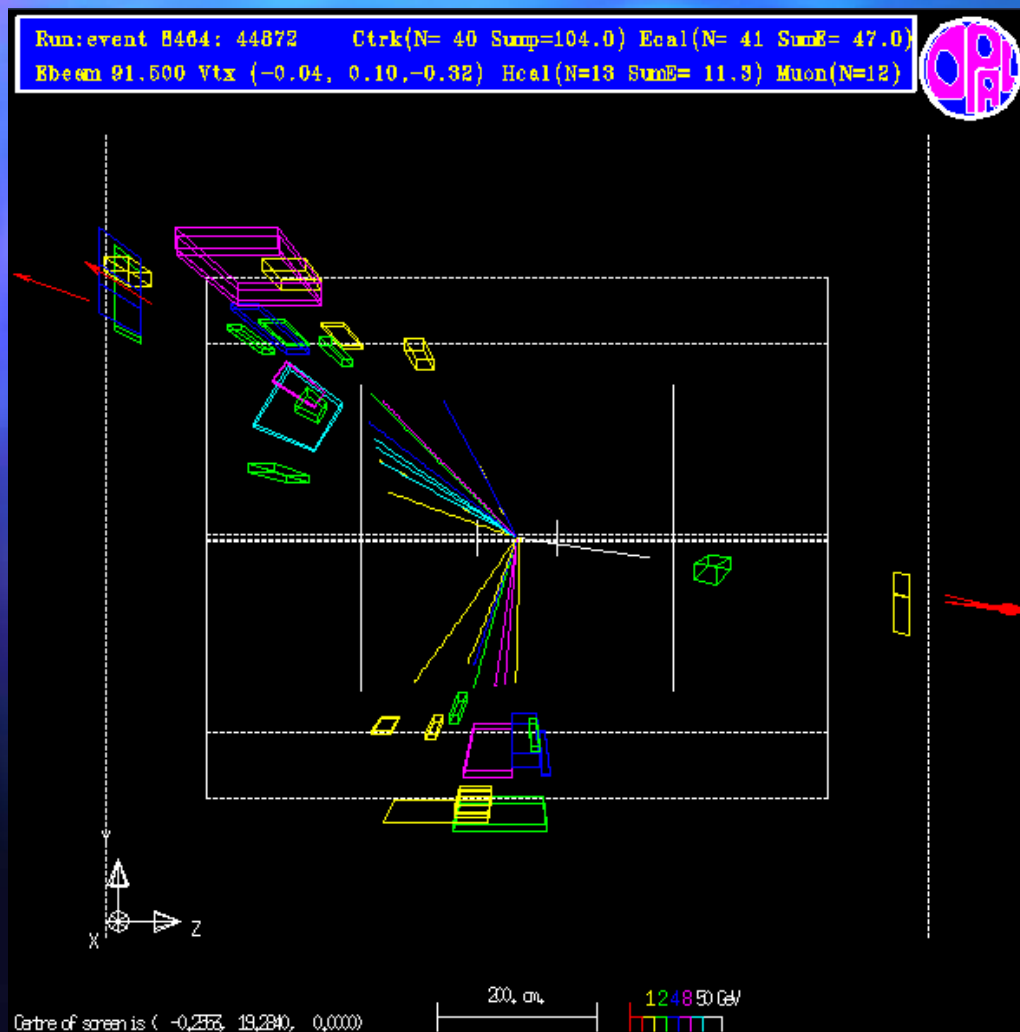 Run:event 8464: 44872 Ctrk(N= 40 Sump=104.0) Ecal(N= 41 SumE= 47.0)
Ebeam 91.500 Vtx (-0.04, 0.10,-0.32) Hcal(N=13 SumE= 11.3) Muon(N=12)
OPAL
Y
Z
X
200. cm.
1 2 4 8 50 GeV
Centre of screen is ( 19.2840, 0.0000)